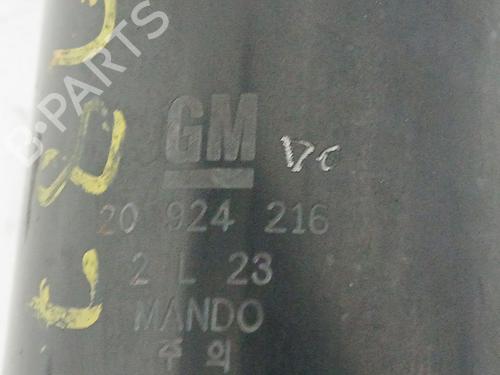 B-PARTS
GM
20 924 216
2 L 23
MANDO
주 의